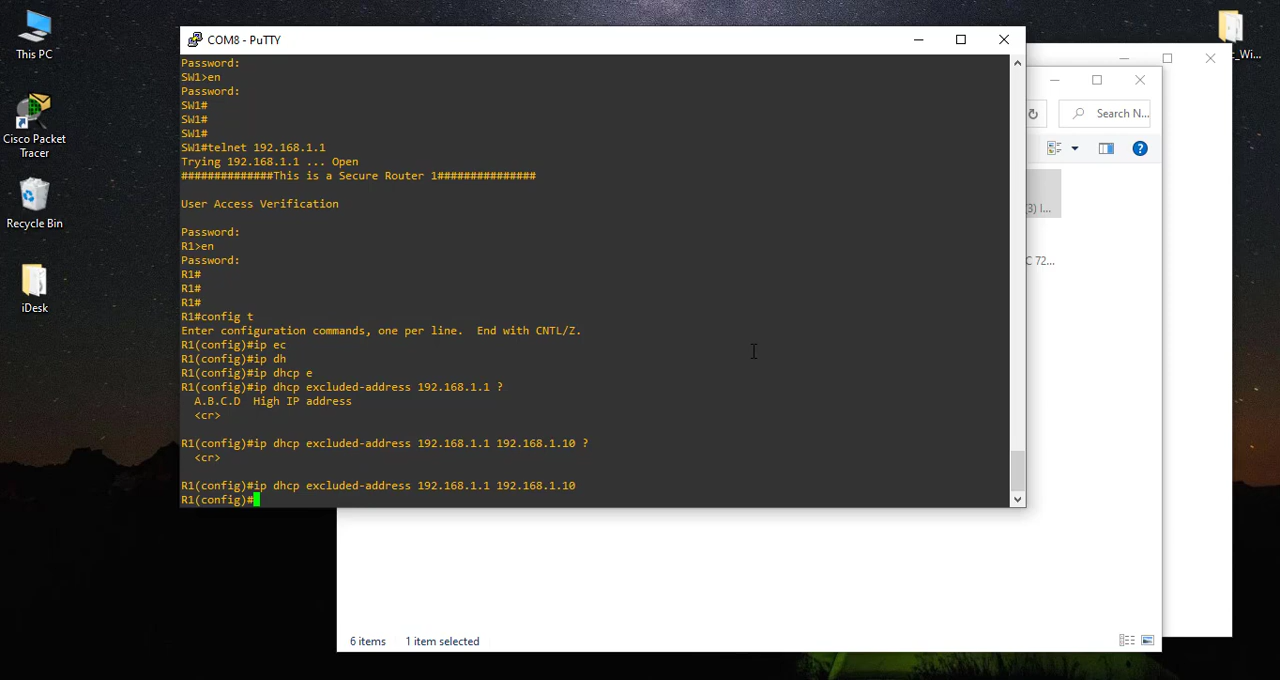 This PC
Cisco Packet
Tracer
Recycle Bin
iDesk
COM8 - PuTTY
Password:
SW1>en
Password:
SW1#
SW1#
SW1#
SW1#telnet 192.168.1.1
Trying 192.168.1.1 ... Open
##############This is a Secure Router 1###############
User Access Verification
Password:
R1>en
Password:
R1#
R1#
R1#
R1#config t
Enter configuration commands, one per line.  End with CNTL/Z.
R1(config)#ip ec
R1(config)#ip dh
R1(config)#ip dhcp e
R1(config)#ip dhcp excluded-address 192.168.1.1 ?
A.B.C.D  High IP address
<cr>
R1(config)#ip dhcp excluded-address 192.168.1.1 192.168.1.10 ?
<cr>
R1(config)#ip dhcp excluded-address 192.168.1.1 192.168.1.10
R1(config)#
c_Wi...
Search N...
(3) I...
C 72...
6 items
1 item selected